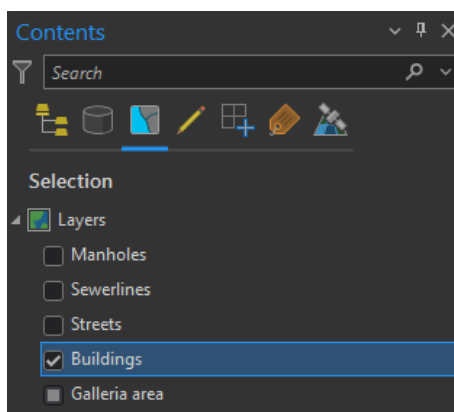 Contents
Search
Selection
Layers
Manholes
Sewerlines
Streets
Buildings
Galleria area